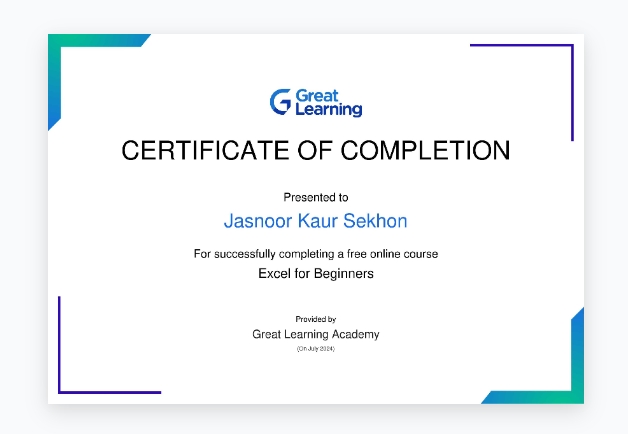 Great
Learning
CERTIFICATE OF COMPLETION
Presented to
Jasnoor Kaur Sekhon
For successfully completing a free online course
Excel for Beginners
Provided by
Great Learning Academy
(On July 2024)